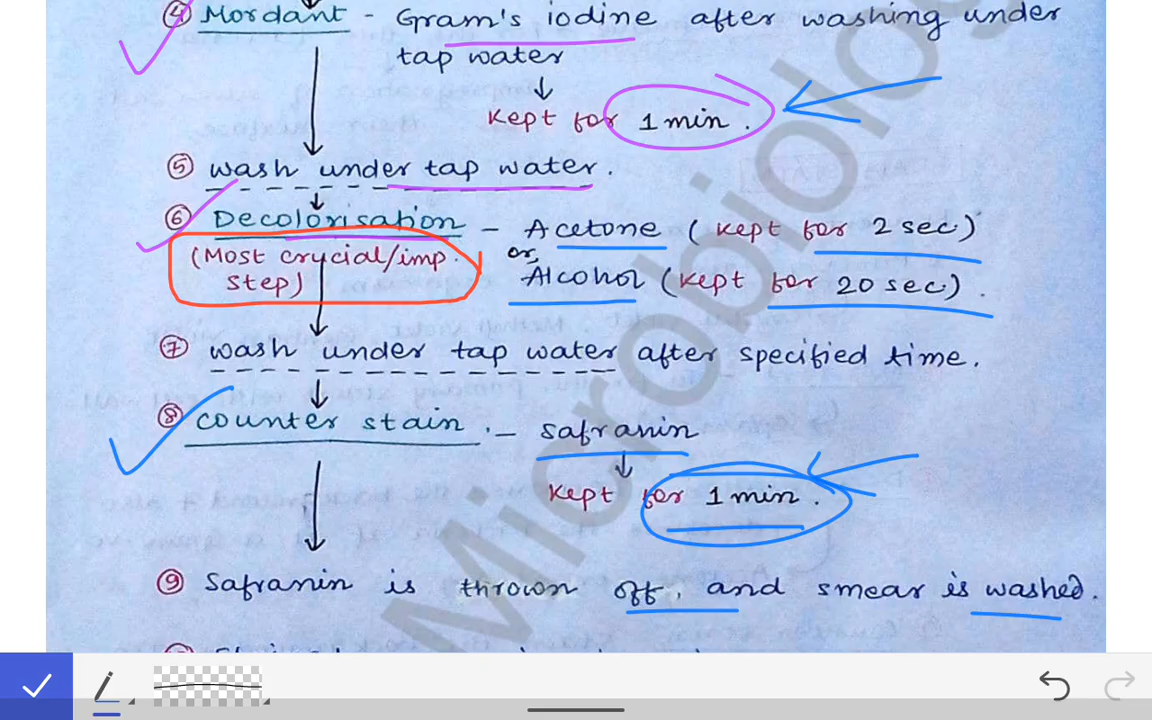 ④ Mordant - Gram's iodine after washing under
tap water
↓
Kept for 1 min.
⑤ wash under tap water.
↓
⑥ Decolorisation - Acetone (kept for 2 sec)
or
(Most crucial/imp. step) Alcohol (kept for 20 sec).
⑦ wash under tap water after specified time.
↓
⑧ counter stain. - safranin
↓
Kept for 1 min.
⑨ Safranin is thrown off, and smear is washed.
Microbiolo